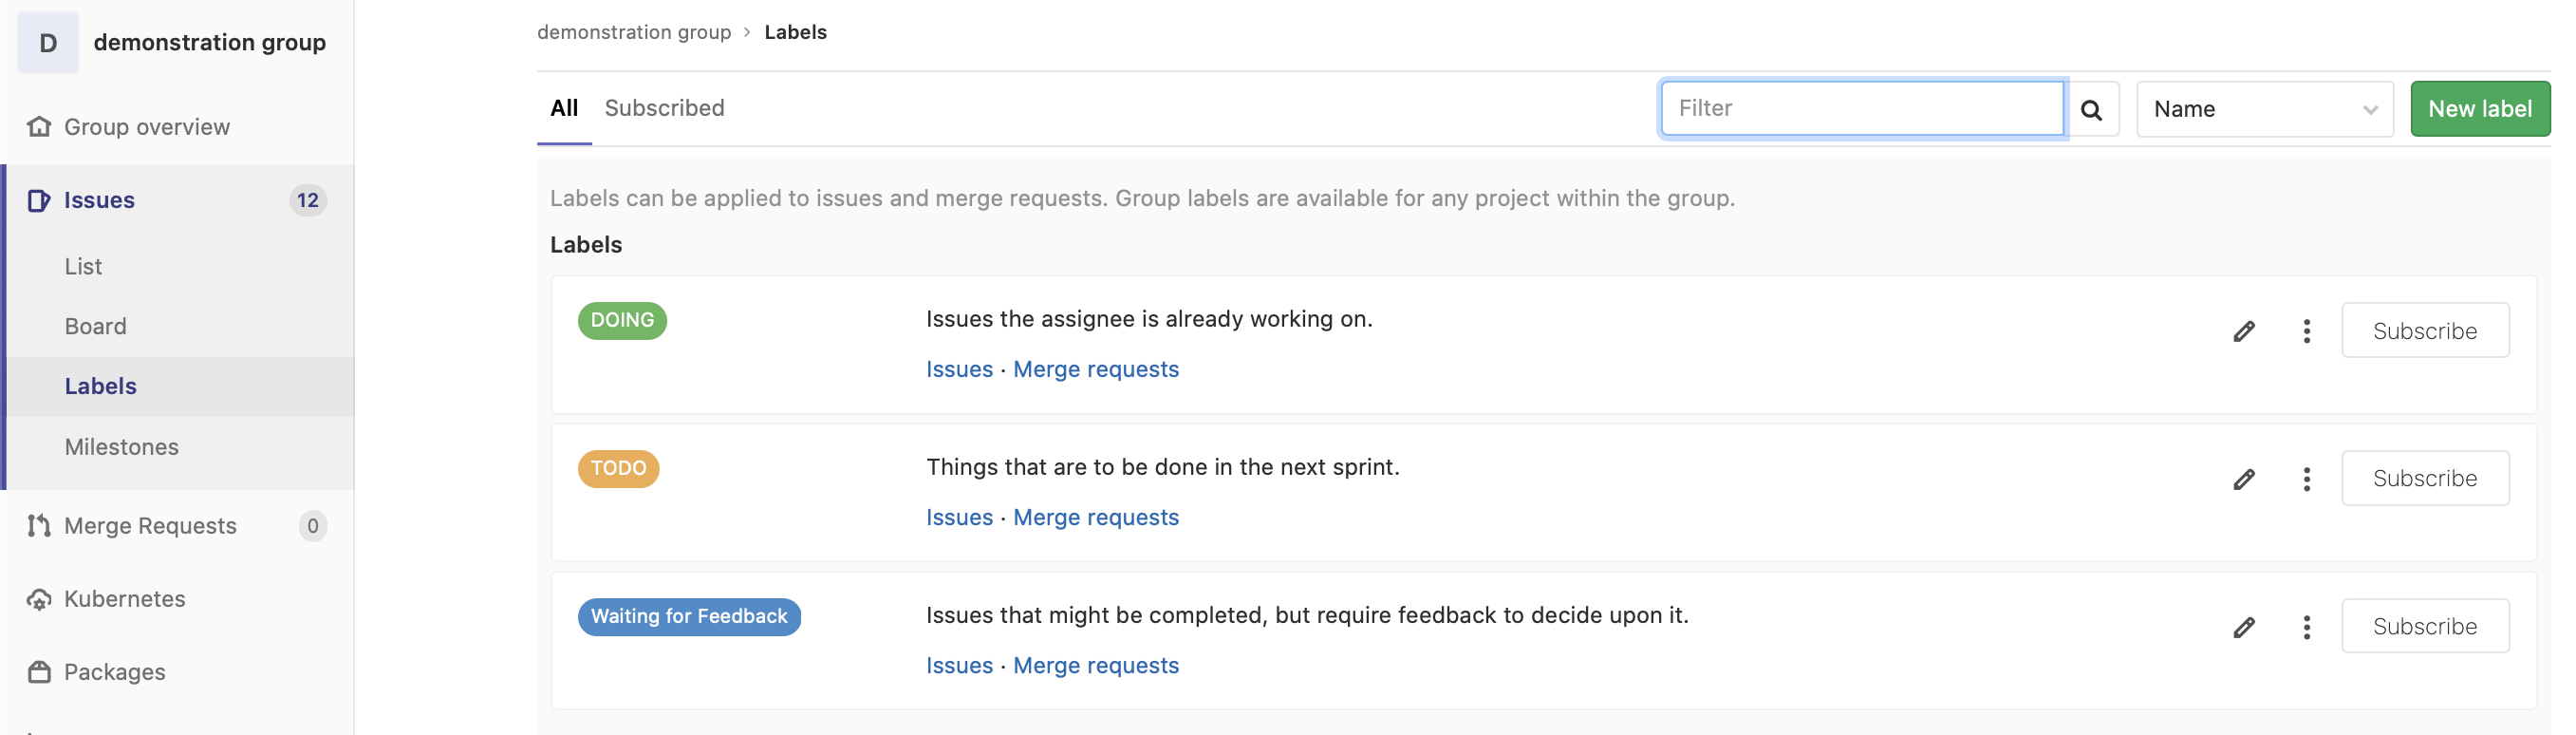 D demonstration group
Group overview
Issues 12
List
Board
Labels
Milestones
Merge Requests 0
Kubernetes
Packages
demonstration group › Labels
All Subscribed Filter Name New label
Labels can be applied to issues and merge requests. Group labels are available for any project within the group.
Labels
DOING Issues the assignee is already working on. Subscribe
Issues · Merge requests
TODO Things that are to be done in the next sprint. Subscribe
Issues · Merge requests
Waiting for Feedback Issues that might be completed, but require feedback to decide upon it. Subscribe
Issues · Merge requests